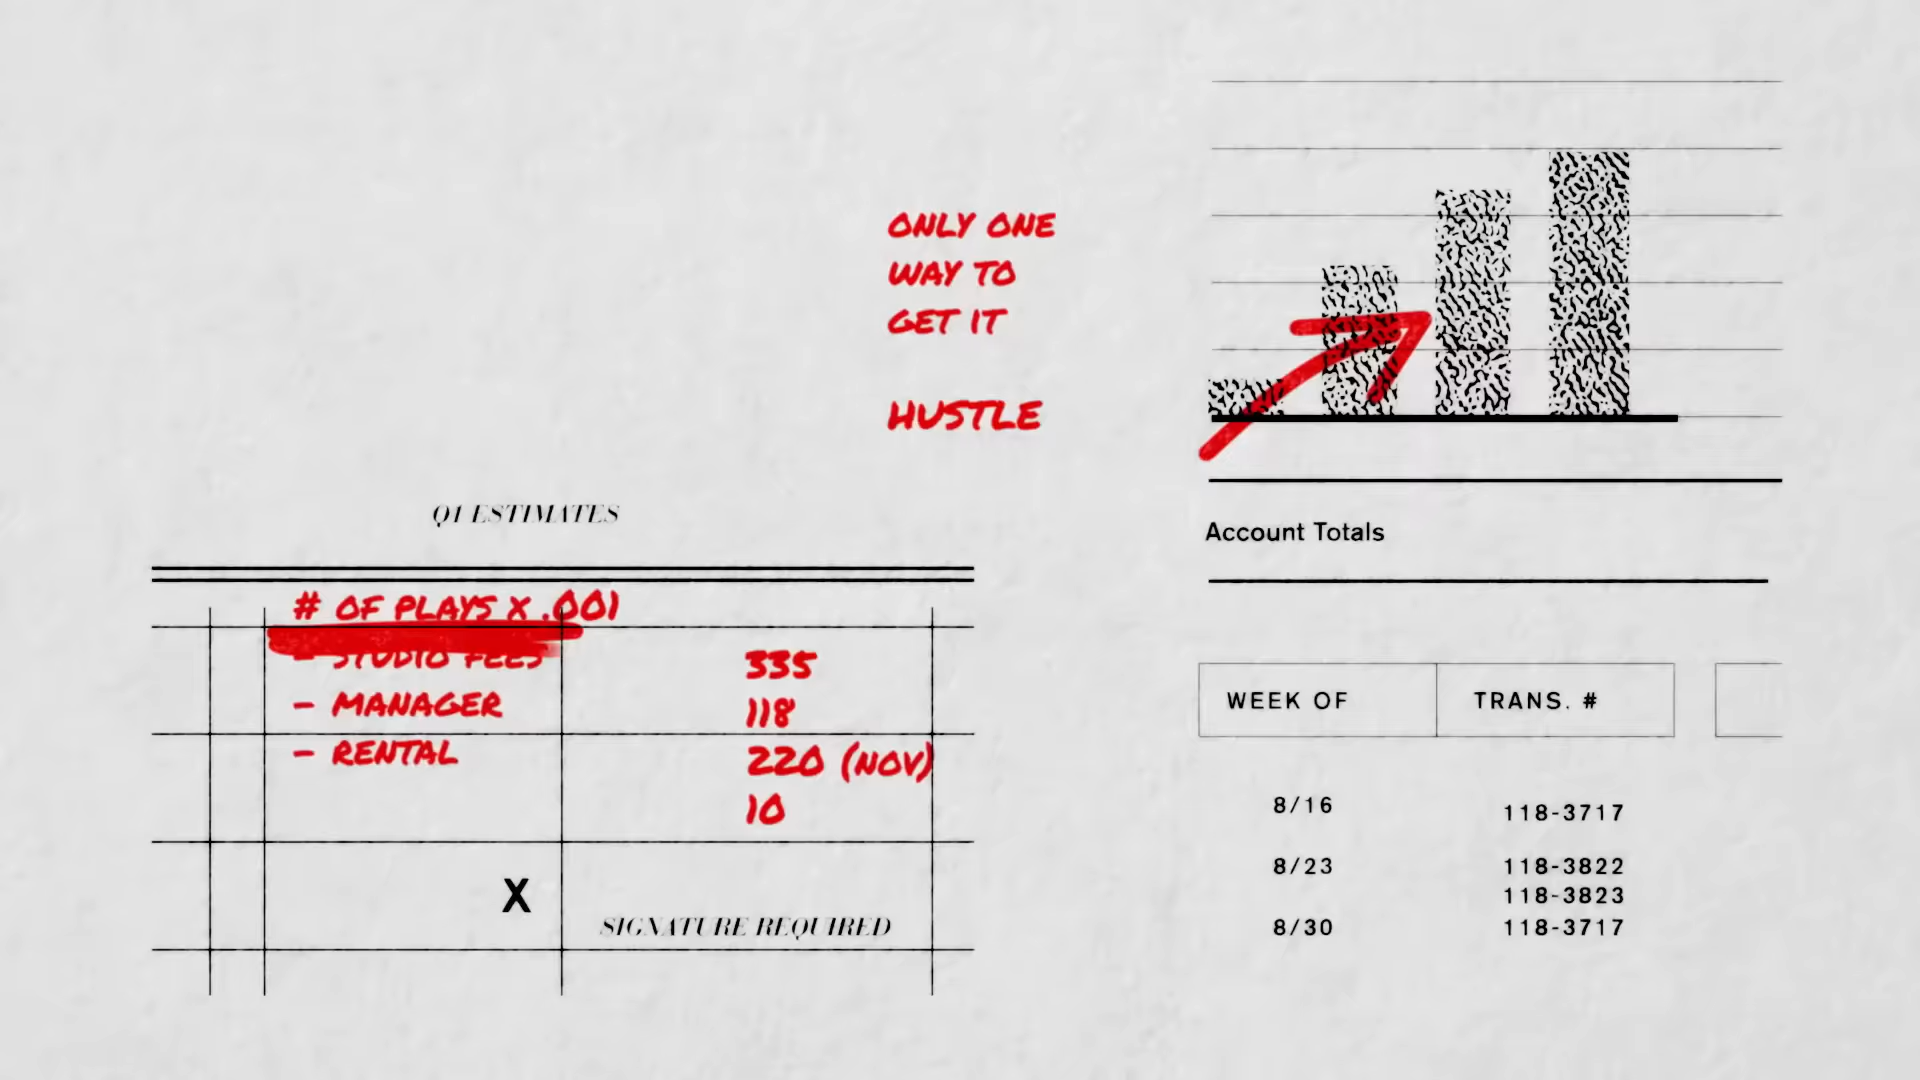 ONLY ONE
WAY TO
GET IT
HUSTLE
Q1 ESTIMATES
# OF PLAYS X .001
- STUDIO FEES
- MANAGER
- RENTAL
335
118
220 (NOV)
10
X
SIGNATURE REQUIRED
Account Totals
WEEK OF TRANS. #
8/16 118-3717
8/23 118-3822
118-3823
8/30 118-3717